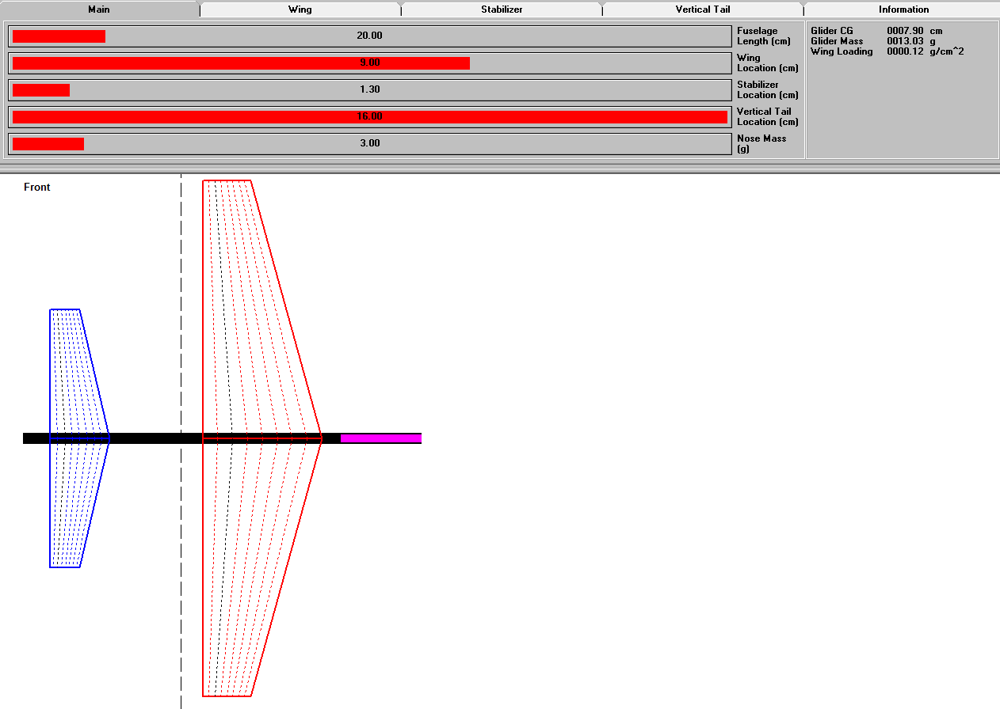 Main
Wing
Stabilizer
Vertical Tail
Information
20.00
Fuselage
Length (cm)
9.00
Wing
Location (cm)
1.30
Stabilizer
Location (cm)
16.00
Vertical Tail
Location (cm)
3.00
Nose Mass
(g)
Glider CG 0007.90 cm
Glider Mass 0013.03 g
Wing Loading 0000.12 g/cm^2
Front